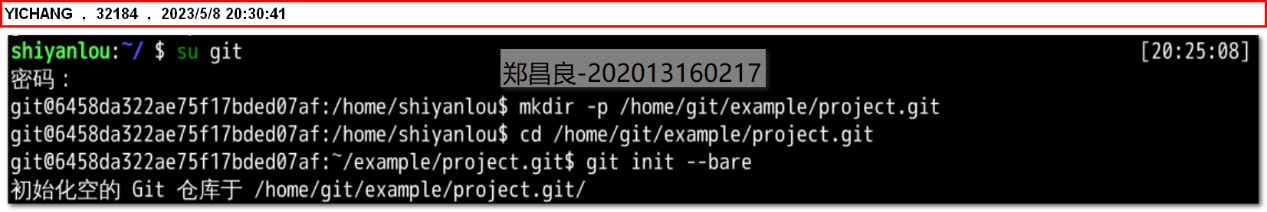 YICHANG , 32184 , 2023/5/8 20:30:41
shiyanlou:~/ $ su git [20:25:08]
密码：
郑昌良-202013160217
git@6458da322ae75f17bded07af:/home/shiyanlou$ mkdir -p /home/git/example/project.git
git@6458da322ae75f17bded07af:/home/shiyanlou$ cd /home/git/example/project.git
git@6458da322ae75f17bded07af:~/example/project.git$ git init --bare
初始化空的 Git 仓库于 /home/git/example/project.git/